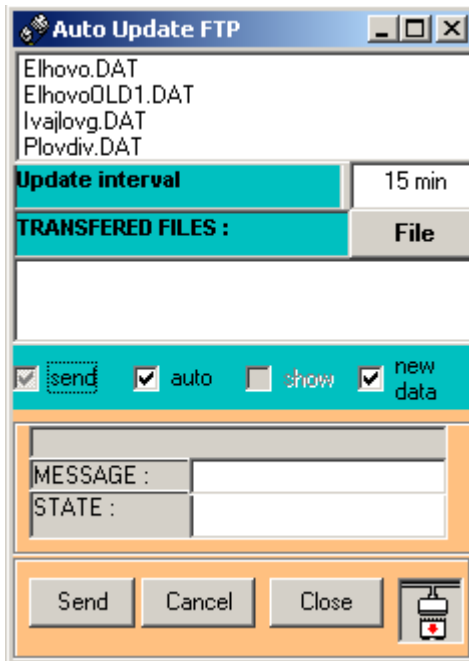 Auto Update FTP
Elhovo.DAT
ElhovoOLD1.DAT
Ivajlovg.DAT
Plovdiv.DAT
Update interval 15 min
TRANSFERED FILES : File
send auto show new
data
MESSAGE :
STATE :
Send Cancel Close